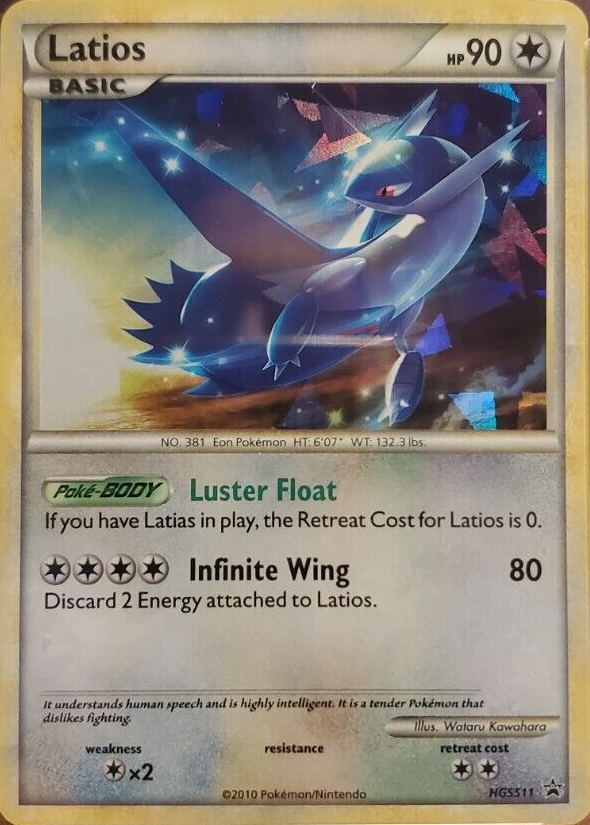 Latios HP 90
BASIC
NO. 381 Eon Pokémon HT: 6'07" WT: 132.3 lbs.
Poké-BODY Luster Float
If you have Latias in play, the Retreat Cost for Latios is 0.
Infinite Wing 80
Discard 2 Energy attached to Latios.
It understands human speech and is highly intelligent. It is a tender Pokémon that
dislikes fighting.
Illus. Wataru Kawahara
weakness resistance retreat cost
×2
©2010 Pokémon/Nintendo HGSS11